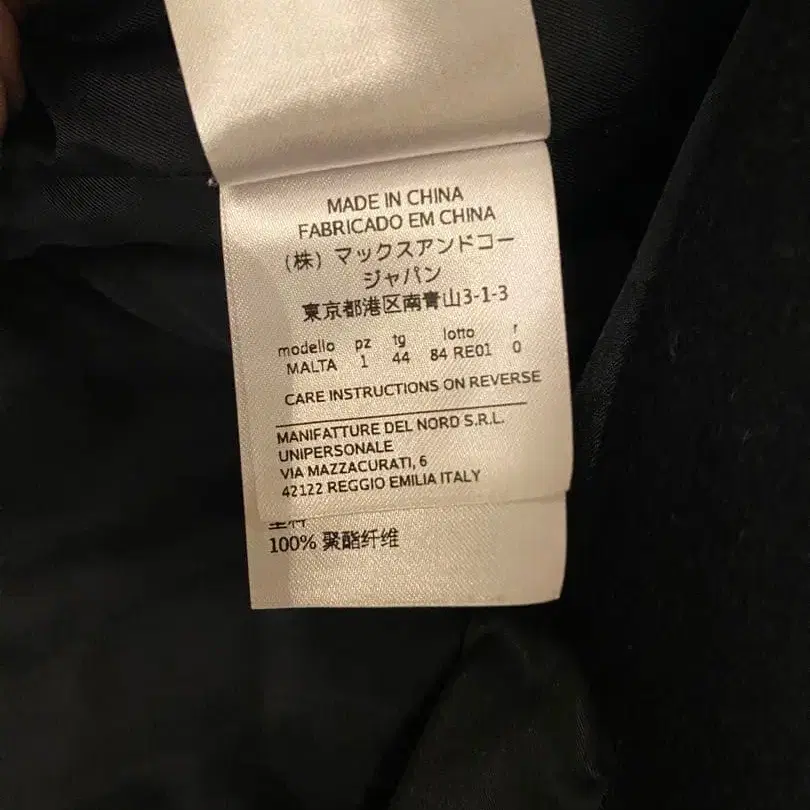 MADE IN CHINA
FABRICADO EM CHINA
(株) マックスアンドコー
ジャパン
東京都港区南青山3-1-3
modello pz tg lotto r
MALTA 1 44 84 RE01 0
CARE INSTRUCTIONS ON REVERSE
MANIFATTURE DEL NORD S.R.L.
UNIPERSONALE
VIA MAZZACURATI, 6
42122 REGGIO EMILIA ITALY
100% 聚酯纤维